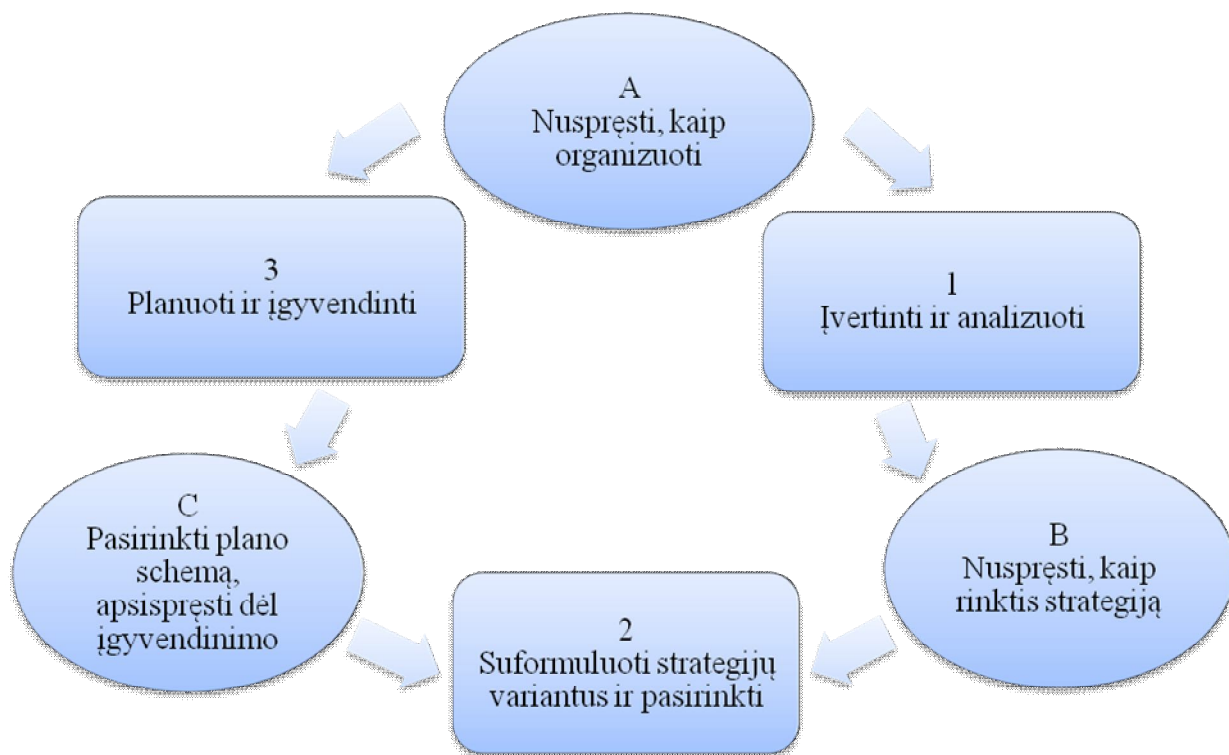 A
Nuspręsti, kaip
organizuoti
3
Planuoti ir įgyvendinti
1
Įvertinti ir analizuoti
C
Pasirinkti plano
schemą,
apsispręsti dėl
įgyvendinimo
B
Nuspręsti, kaip
rinktis strategiją
2
Suformuluoti strategijų
variantus ir pasirinkti